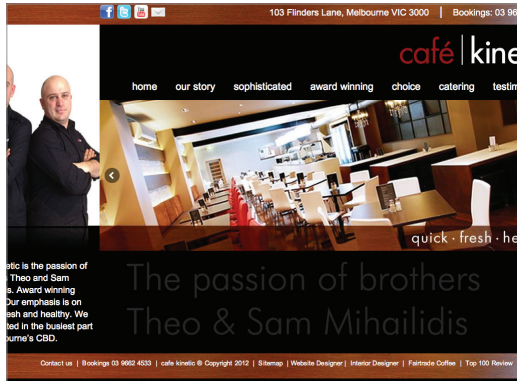 103 Flinders Lane, Melbourne VIC 3000 | Bookings: 03 96
café | kine
home our story sophisticated award winning choice catering testim
quick · fresh · he
The passion of brothers
Theo & Sam Mihailidis
etic is the passion of
Theo and Sam
s. Award winning
Our emphasis is on
esh and healthy. We
ted in the busiest part
ourne's CBD.
Contact us | Bookings 03 9662 4533 | cafe kinetic ® Copyright 2012 | Sitemap | Website Designer | Interior Designer | Fairtrade Coffee | Top 100 Review